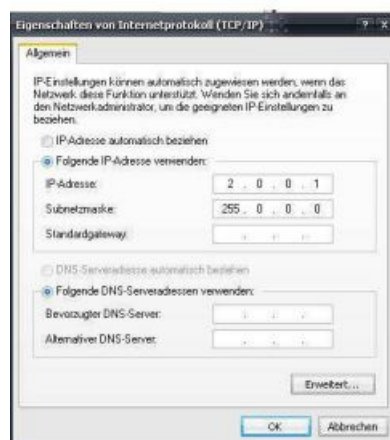 Eigenschaften von Internetprotokoll (TCP/IP)
Allgemein
IP-Einstellungen können automatisch zugewiesen werden, wenn das
Netzwerk diese Funktion unterstützt. Wenden Sie sich andernfalls an
den Netzwerkadministrator, um die geeigneten IP-Einstellungen zu
beziehen.
IP-Adresse automatisch beziehen
Folgende IP-Adresse verwenden:
IP-Adresse: 2 . 0 . 0 . 1
Subnetzmaske: 255 . 0 . 0 . 0
Standardgateway: . . .
DNS-Serveradresse automatisch beziehen
Folgende DNS-Serveradressen verwenden:
Bevorzugter DNS-Server: . . .
Alternativer DNS-Server: . . .
Erweitert...
OK Abbrechen